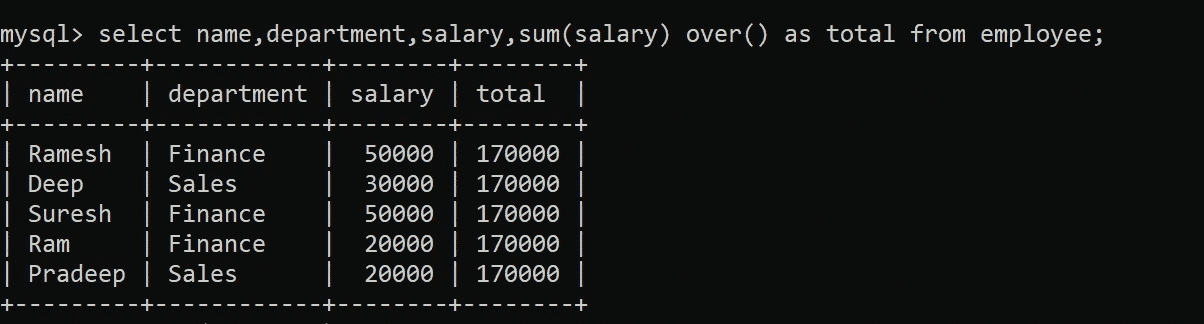 mysql> select name,department,salary,sum(salary) over() as total from employee;
+---------+------------+--------+--------+
| name    | department | salary | total  |
+---------+------------+--------+--------+
| Ramesh  | Finance    |  50000 | 170000 |
| Deep    | Sales      |  30000 | 170000 |
| Suresh  | Finance    |  50000 | 170000 |
| Ram     | Finance    |  20000 | 170000 |
| Pradeep | Sales      |  20000 | 170000 |
+---------+------------+--------+--------+